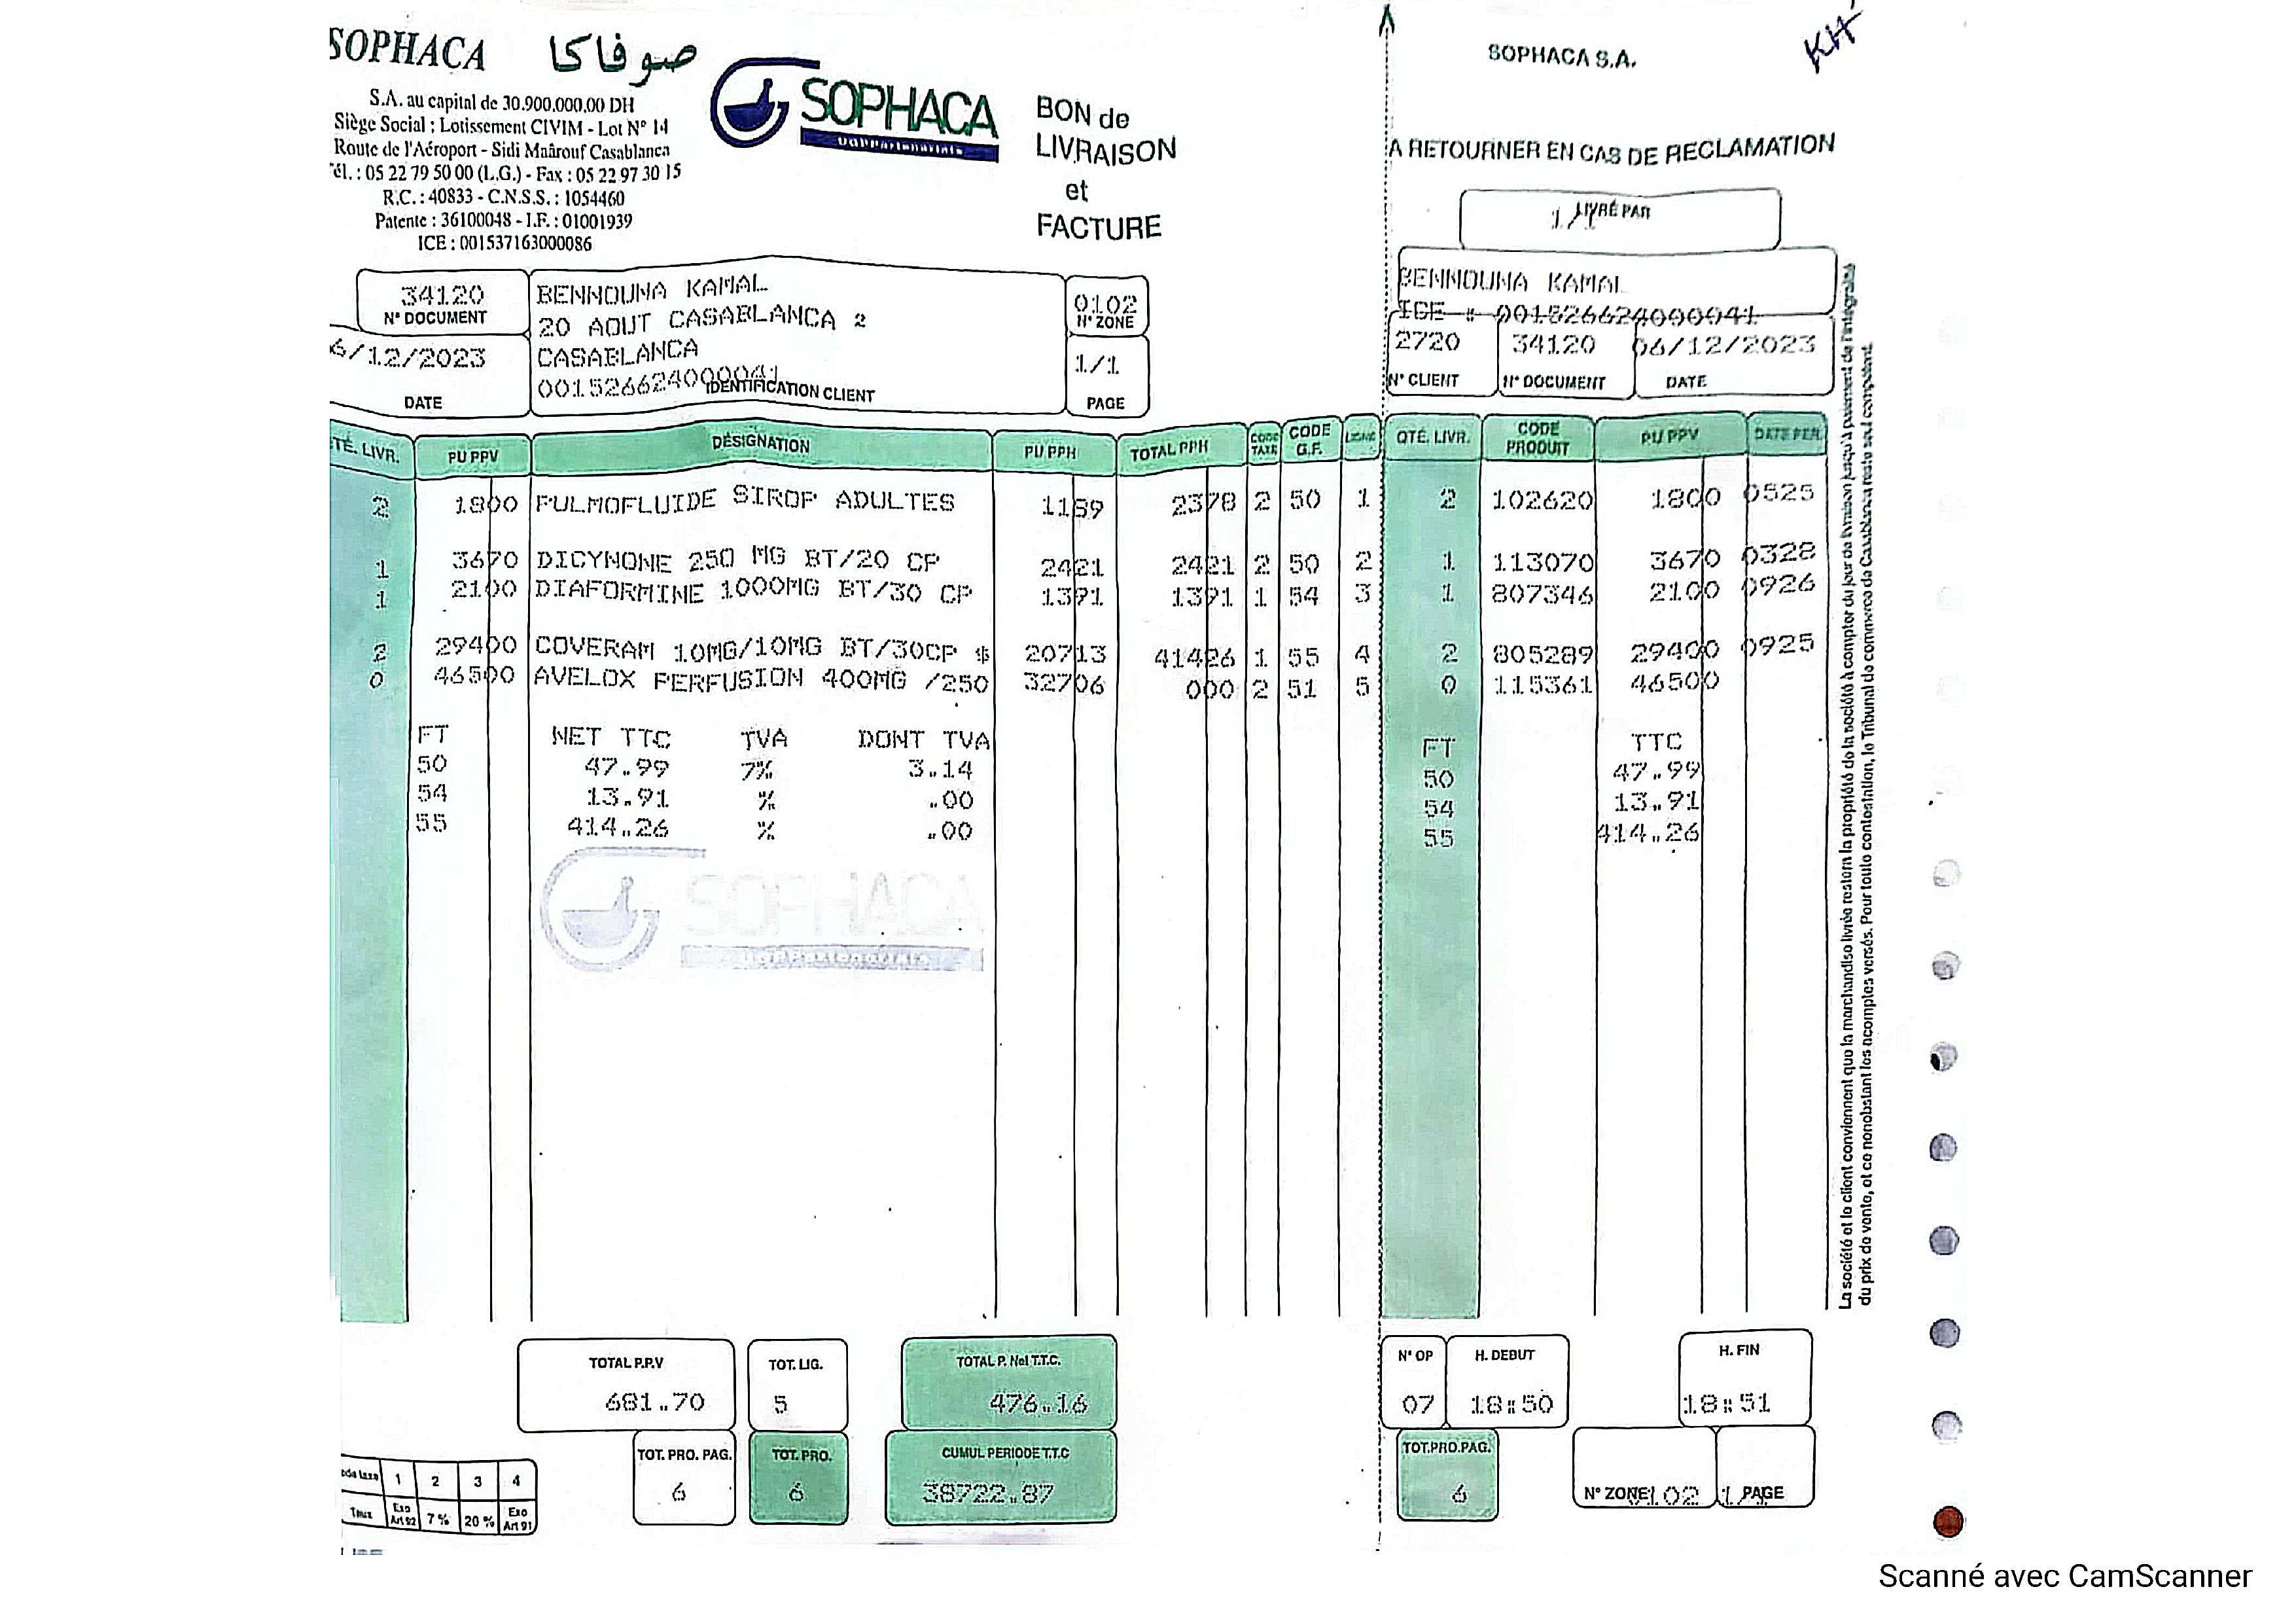 SOPHACA صوفاكا
S.A. au capital de 30.900.000.00 DH
Siège Social : Lotissement CIVIM - Lot N° 14
Route de l'Aéroport - Sidi Maârouf Casablanca
Tél. : 05 22 79 50 00 (L.G.) - Fax : 05 22 97 30 15
R.C. : 40833 - C.N.S.S. : 1054460
Patente : 36100048 - I.F. : 01001939
ICE : 001537163000086
SOPHACA
BON de
LIVRAISON
et
FACTURE
34120
N° DOCUMENT
6/12/2023
DATE
BENNOUNA KAMAL
20 AOUT CASABLANCA 2
CASABLANCA
001526624000041
IDENTIFICATION CLIENT
0102
N° ZONE
1/1
PAGE
TÉ. LIVR. PU PPV DÉSIGNATION PU PPH TOTAL PPH CODE TAXE CODE G.F. LIGNE
2 1800 PULMOFLUIDE SIROP ADULTES 1189 2378 2 50 1
1 3670 DICYNONE 250 MG BT/20 CP 2421 2421 2 50 2
1 2100 DIAFORMINE 1000MG BT/30 CP 1391 1391 1 54 3
2 29400 COVERAM 10MG/10MG BT/30CP $ 20713 41426 1 55 4
0 46500 AVELOX PERFUSION 400MG /250 32706 000 2 51 5
FT NET TTC TVA DONT TVA
50 47.99 7% 3.14
54 13.91 % .00
55 414.26 % .00
SOPHACA
TOTAL P.P.V
681.70
TOT. LIG.
5
TOTAL P. Net T.T.C.
476.16
TOT. PRO. PAG.
6
TOT. PRO.
6
CUMUL PERIODE T.T.C
38722.87
1 2 3 4
Taux Exo Art 92 7 % 20 % Exo Art 91
SOPHACA S.A.
KH
A RETOURNER EN CAS DE RECLAMATION
LIVRÉ PAR
1/1
BENNOUNA KAMAL
ICE : 001526624000041
2720
N° CLIENT
34120
N° DOCUMENT
06/12/2023
DATE
QTÉ. LIVR. CODE PRODUIT PU PPV DATE PER.
2 102620 1800 0525
1 113070 3670 0328
1 807346 2100 0926
2 805289 29400 0925
0 115361 46500
FT TTC
50 47.99
54 13.91
55 414.26
N° OP
07
H. DEBUT
18:50
H. FIN
18:51
TOT.PRO.PAG.
6
N° ZONE 0102
1/1 PAGE
La société et le client conviennent que la marchandise livrée restera la propriété de la société à compter du jour de livraison jusqu'à paiement de l'intégralité
du prix de vente, et ce nonobstant les acomptes versés. Pour toute contestation, le Tribunal de commerce de Casablanca reste seul compétent.
Scanné avec CamScanner